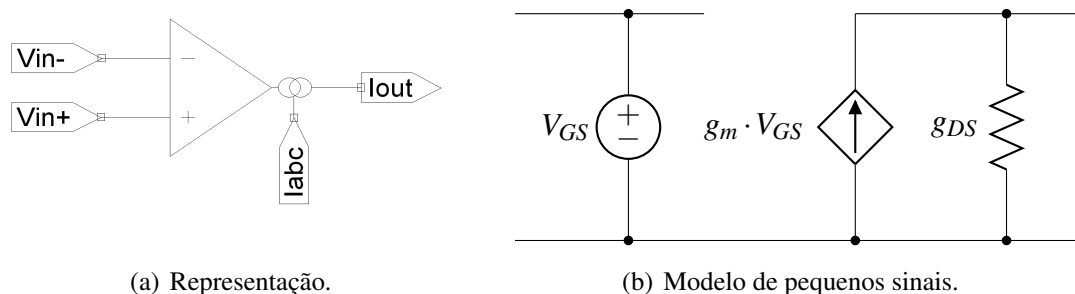 Vin-
Vin+
Iout
Iabc
−
+
+
−
V_GS
g_m · V_GS
g_DS
(a) Representação.
(b) Modelo de pequenos sinais.